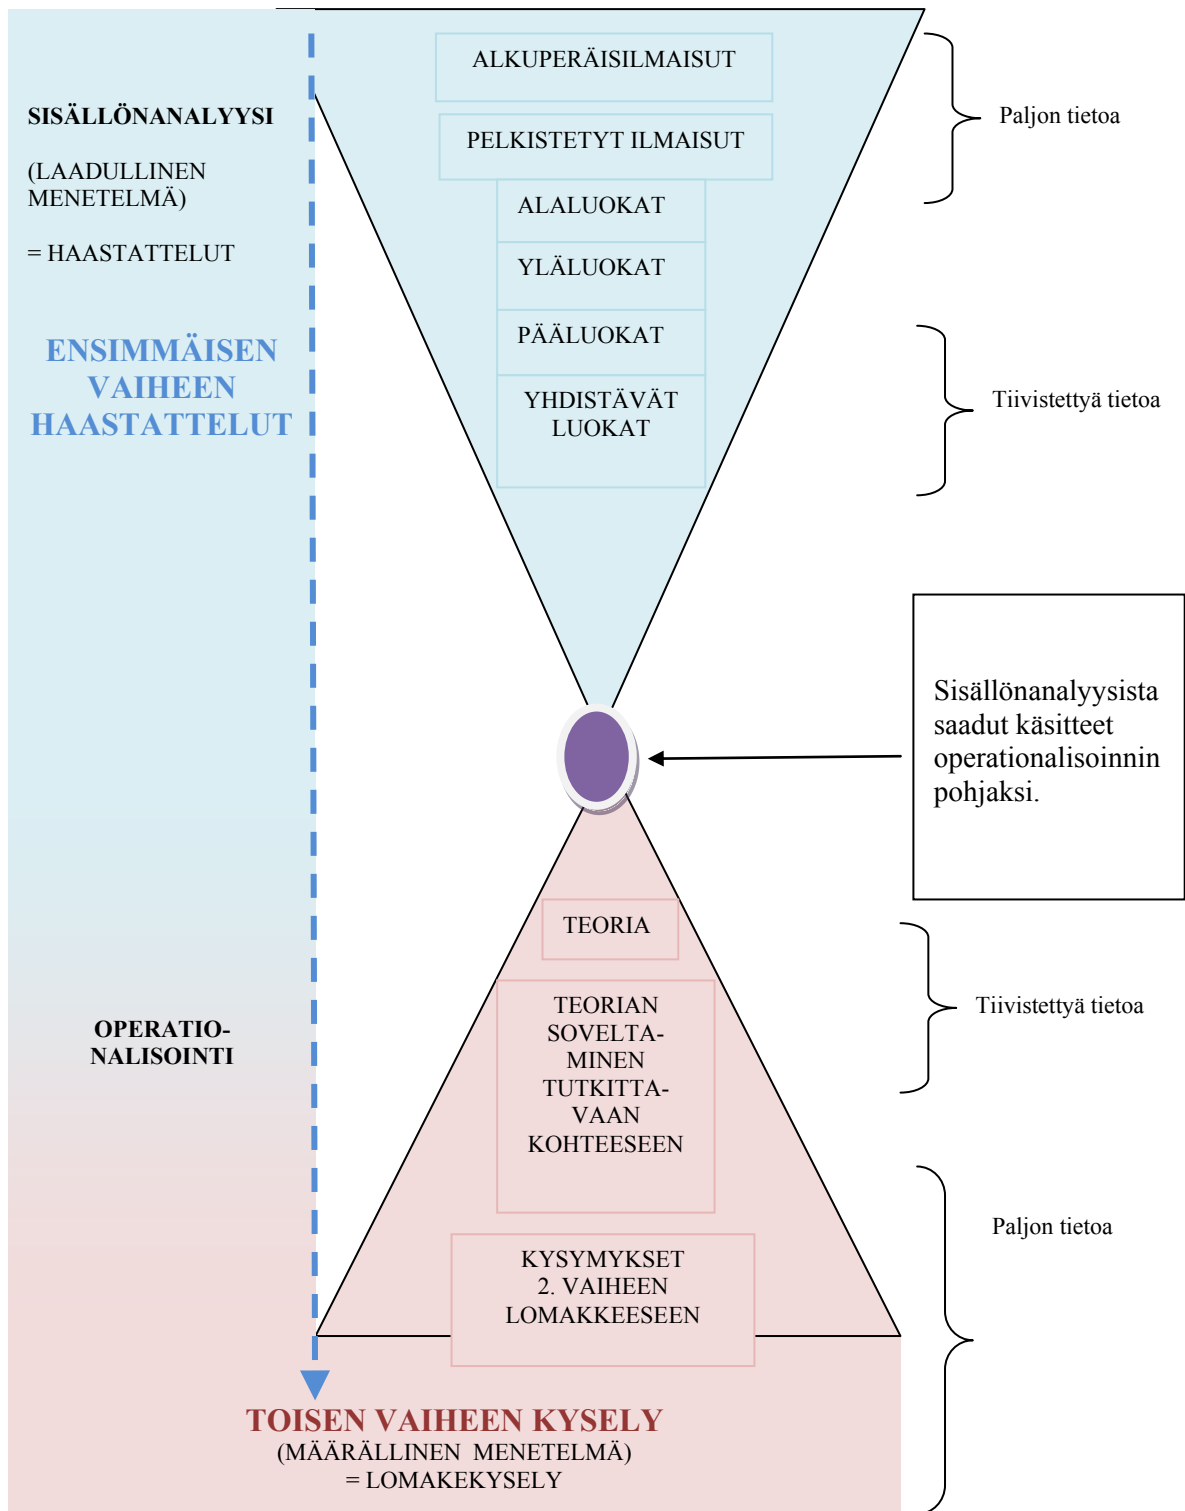 ALKUPERÄISILMAISUT
Paljon tietoa
SISÄLLÖNANALYYSI
PELKISTETYT ILMAISUT
(LAADULLINEN
MENETELMÄ)
ALALUOKAT
= HAASTATTELUT
YLÄLUOKAT
PÄÄLUOKAT
ENSIMMÄISEN
VAIHEEN
HAASTATTELUT
YHDISTÄVÄT
LUOKAT
Tiivistettyä tietoa
Sisällönanalyysista
saadut käsitteet
operationalisoinnin
pohjaksi.
TEORIA
OPERATIO-
NALISOINTI
TEORIAN
SOVELTA-
MINEN
TUTKITTA-
VAAN
KOHTEESEEN
Tiivistettyä tietoa
Paljon tietoa
KYSYMYKSET
2. VAIHEEN
LOMAKKEESEEN
TOISEN VAIHEEN KYSELY
(MÄÄRÄLLINEN MENETELMÄ)
= LOMAKEKYSELY